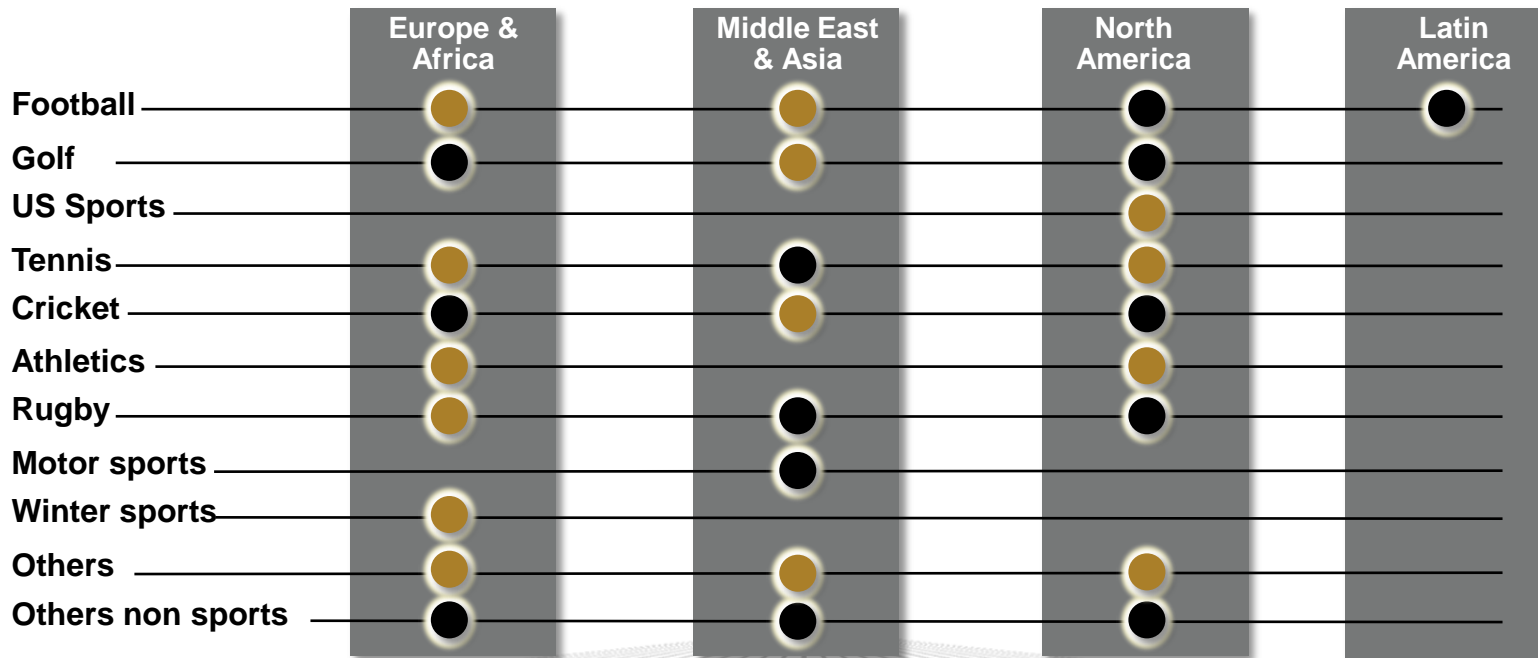 Europe &
Africa
Middle East
& Asia
North
America
Latin
America
Football
Golf
US Sports
Tennis
Cricket
Athletics
Rugby
Motor sports
Winter sports
Others
Others non sports